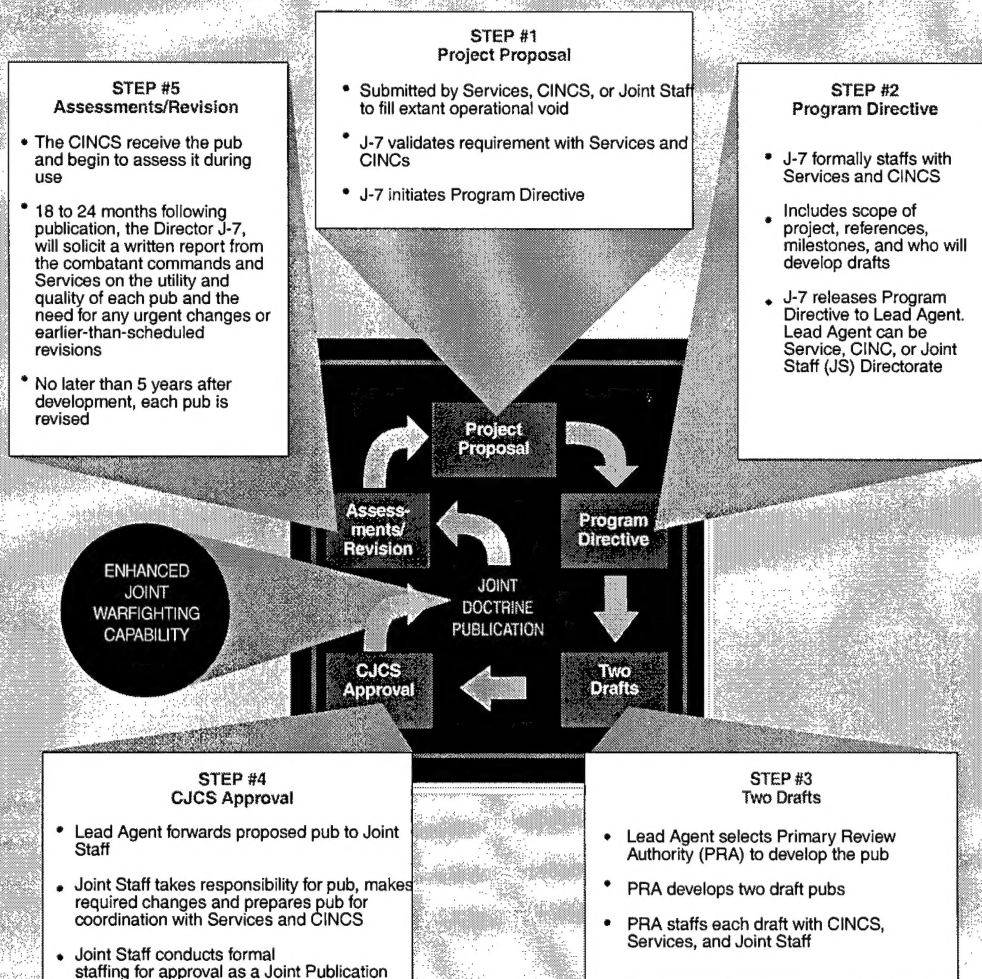 STEP #1
Project Proposal
• Submitted by Services, CINCS, or Joint Staff
to fill extant operational void
• J-7 validates requirement with Services and
CINCs
• J-7 initiates Program Directive
STEP #2
Program Directive
• J-7 formally staffs with
Services and CINCS
• Includes scope of
project, references,
milestones, and who will
develop drafts
• J-7 releases Program
Directive to Lead Agent.
Lead Agent can be
Service, CINC, or Joint
Staff (JS) Directorate
STEP #3
Two Drafts
• Lead Agent selects Primary Review
Authority (PRA) to develop the pub
• PRA develops two draft pubs
• PRA staffs each draft with CINCS,
Services, and Joint Staff
STEP #4
CJCS Approval
• Lead Agent forwards proposed pub to Joint
Staff
• Joint Staff takes responsibility for pub, makes
required changes and prepares pub for
coordination with Services and CINCS
• Joint Staff conducts formal
staffing for approval as a Joint Publication
STEP #5
Assessments/Revision
• The CINCS receive the pub
and begin to assess it during
use
• 18 to 24 months following
publication, the Director J-7,
will solicit a written report from
the combatant commands and
Services on the utility and
quality of each pub and the
need for any urgent changes or
earlier-than-scheduled
revisions
• No later than 5 years after
development, each pub is
revised
Project
Proposal
Program
Directive
Two
Drafts
CJCS
Approval
Assess-
ments/
Revision
JOINT
DOCTRINE
PUBLICATION
ENHANCED
JOINT
WARFIGHTING
CAPABILITY